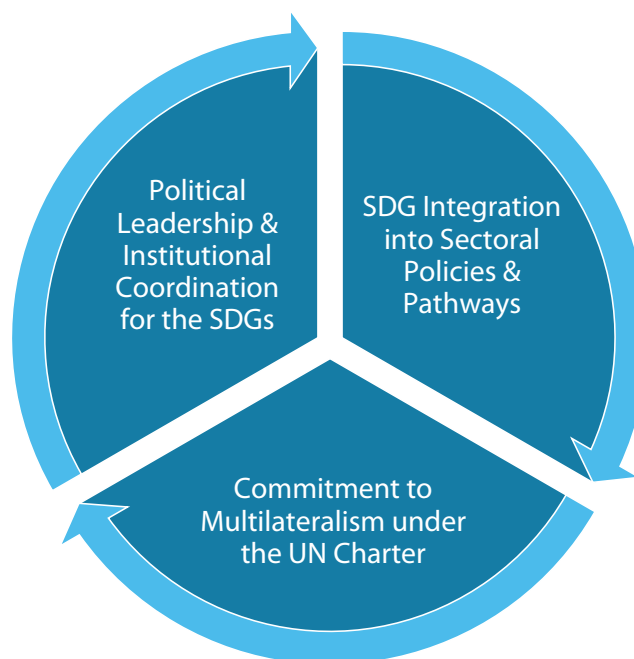 Political
Leadership &
Institutional
Coordination
for the SDGs
SDG Integration
into Sectoral
Policies &
Pathways
Commitment to
Multilateralism under
the UN Charter